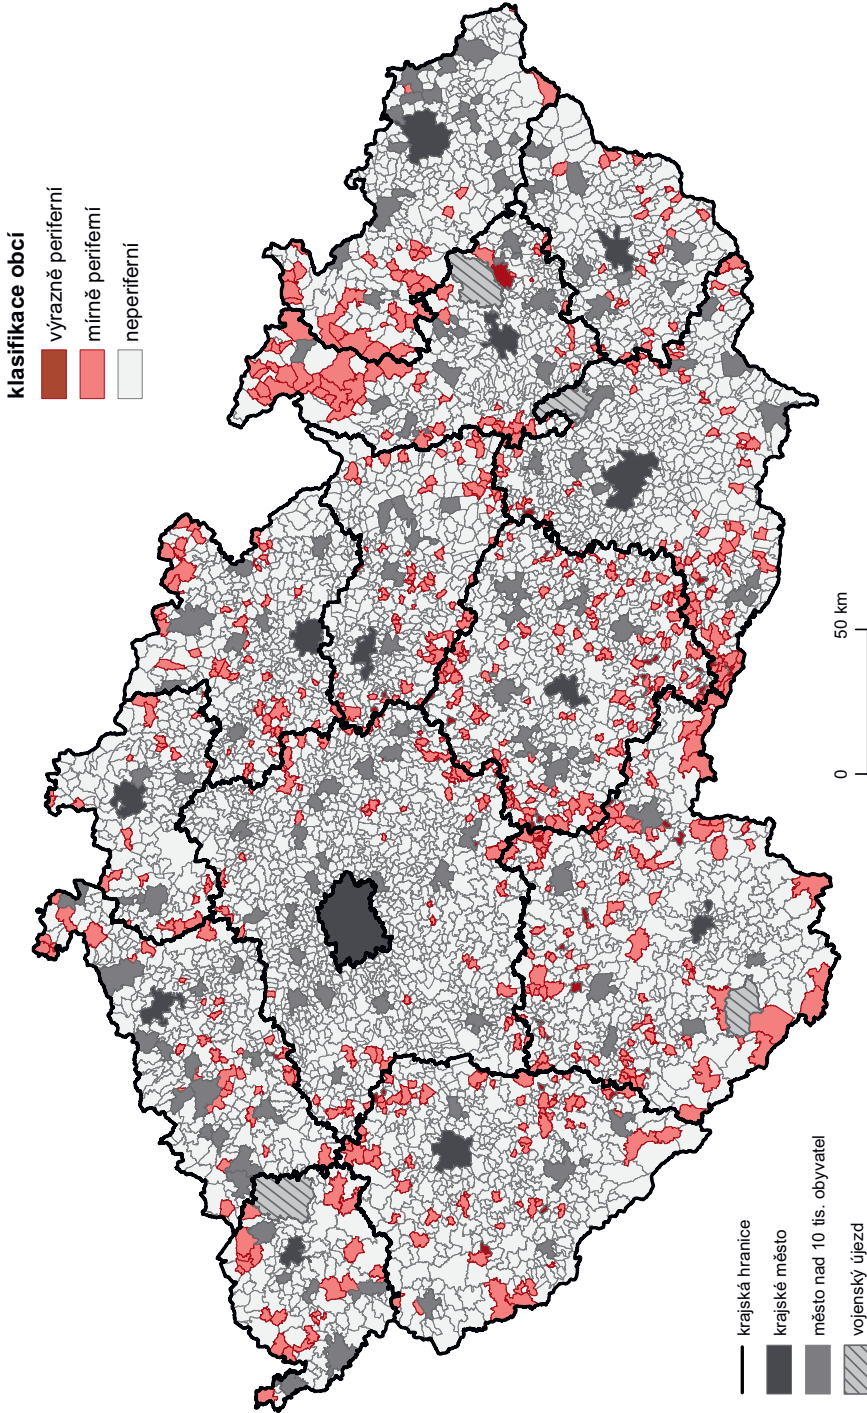 klasifikace obcí
výrazně periferní
mírně periferní
neperiferní
krajská hranice
krajské město
město nad 10 tis. obyvatel
vojenský újezd
0
50 km